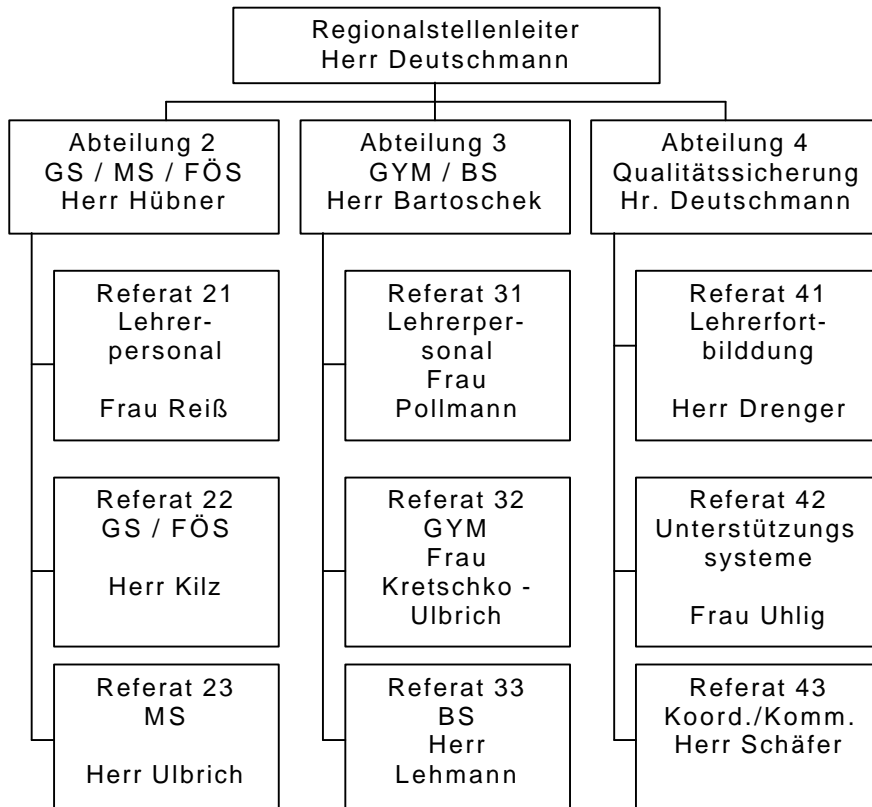 Regionalstellenleiter
Herr Deutschmann
Abteilung 2
GS / MS / FÖS
Herr Hübner
Referat 21
Lehrer-
personal
Frau Reiß
Referat 22
GS / FÖS
Herr Kilz
Referat 23
MS
Herr Ulbrich
Abteilung 3
GYM / BS
Herr Bartoschek
Referat 31
Lehrerper-
sonal
Frau
Pollmann
Referat 32
GYM
Frau
Kretschko -
Ulbrich
Referat 33
BS
Herr
Lehmann
Abteilung 4
Qualitätssicherung
Hr. Deutschmann
Referat 41
Lehrerfort-
bilddung
Herr Drenger
Referat 42
Unterstützungs
systeme
Frau Uhlig
Referat 43
Koord./Komm.
Herr Schäfer